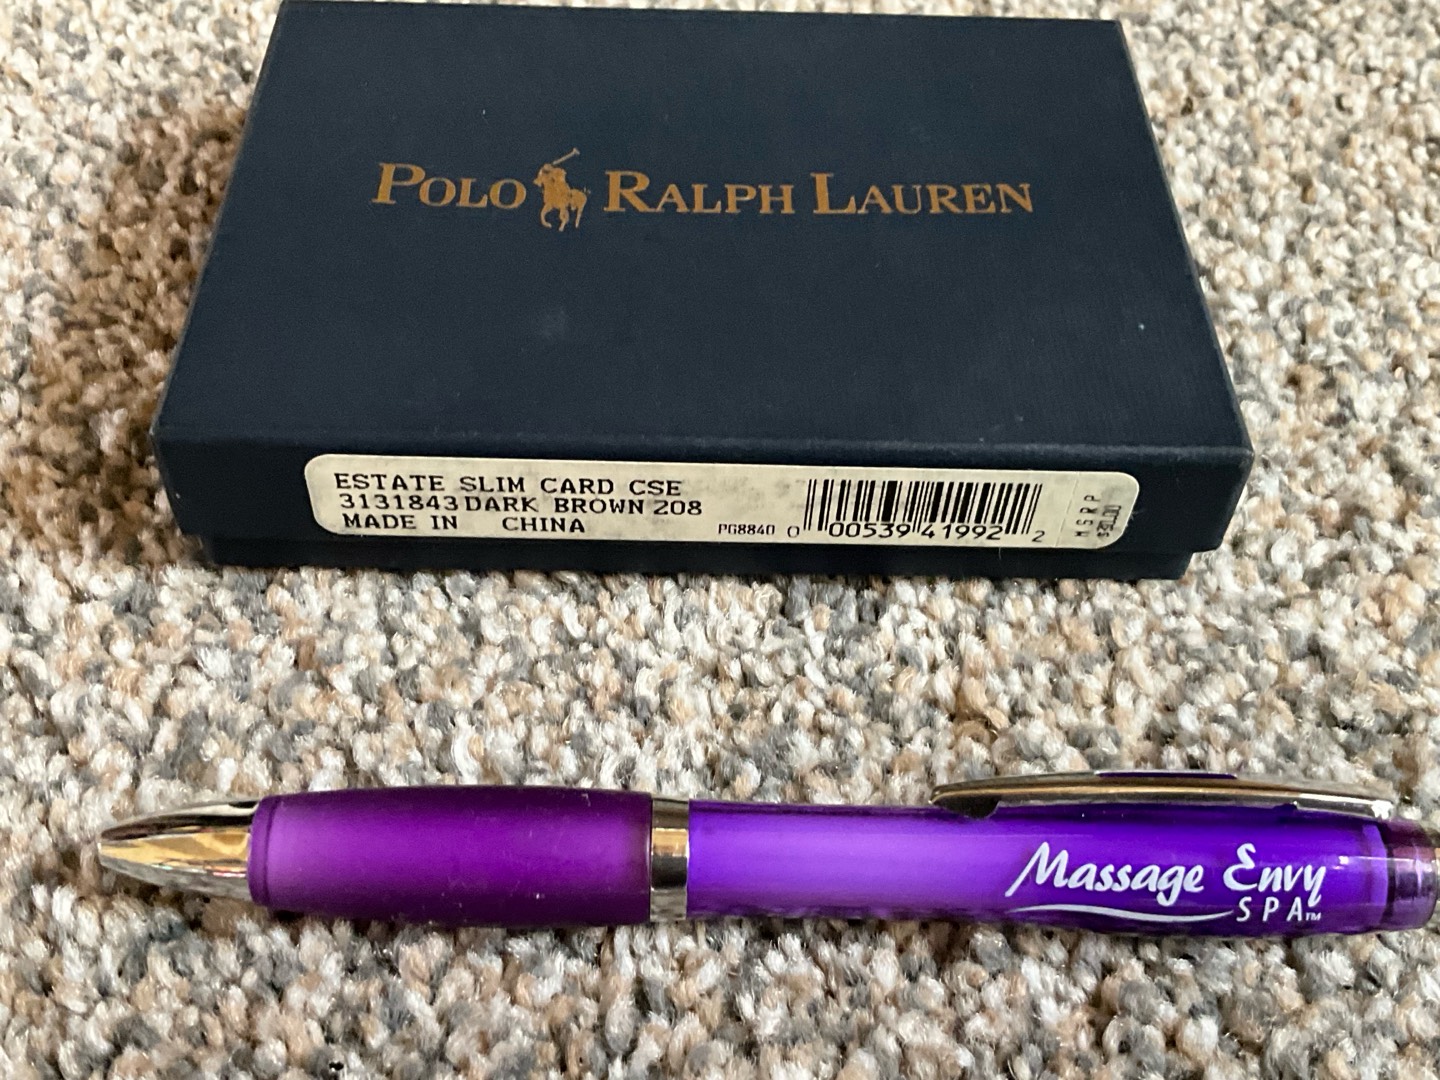 POLO RALPH LAUREN
ESTATE SLIM CARD CSE
3131843 DARK BROWN 208
MADE IN CHINA
PG8840 0 00539 41992 2
MSRP
Massage Envy
SPA™